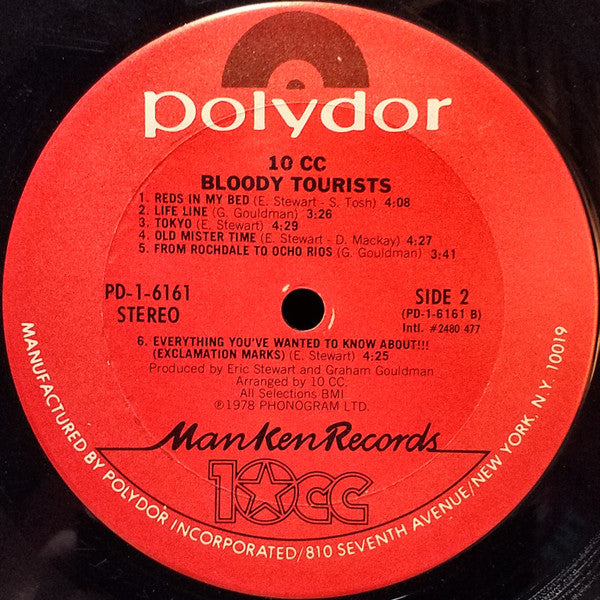 polydor
10 CC
BLOODY TOURISTS
1. REDS IN MY BED (E. Stewart - S. Tosh) 4:08
2. LIFE LINE (G. Gouldman) 3:26
3. TOKYO (E. Stewart) 4:29
4. OLD MISTER TIME (E. Stewart - D. Mackay) 4:27
5. FROM ROCHDALE TO OCHO RIOS (G. Gouldman) 3:41
PD-1-6161
STEREO
SIDE 2
(PD-1-6161 B)
Intl. #2480 477
6. EVERYTHING YOU'VE WANTED TO KNOW ABOUT!!!
(EXCLAMATION MARKS) (E. Stewart) 4:25
Produced by Eric Stewart and Graham Gouldman
Arranged by 10 CC.
All Selections BMI
℗1978 PHONOGRAM LTD.
ManKen Records
10CC
MANUFACTURED BY POLYDOR INCORPORATED/810 SEVENTH AVENUE/NEW YORK, N.Y. 10019